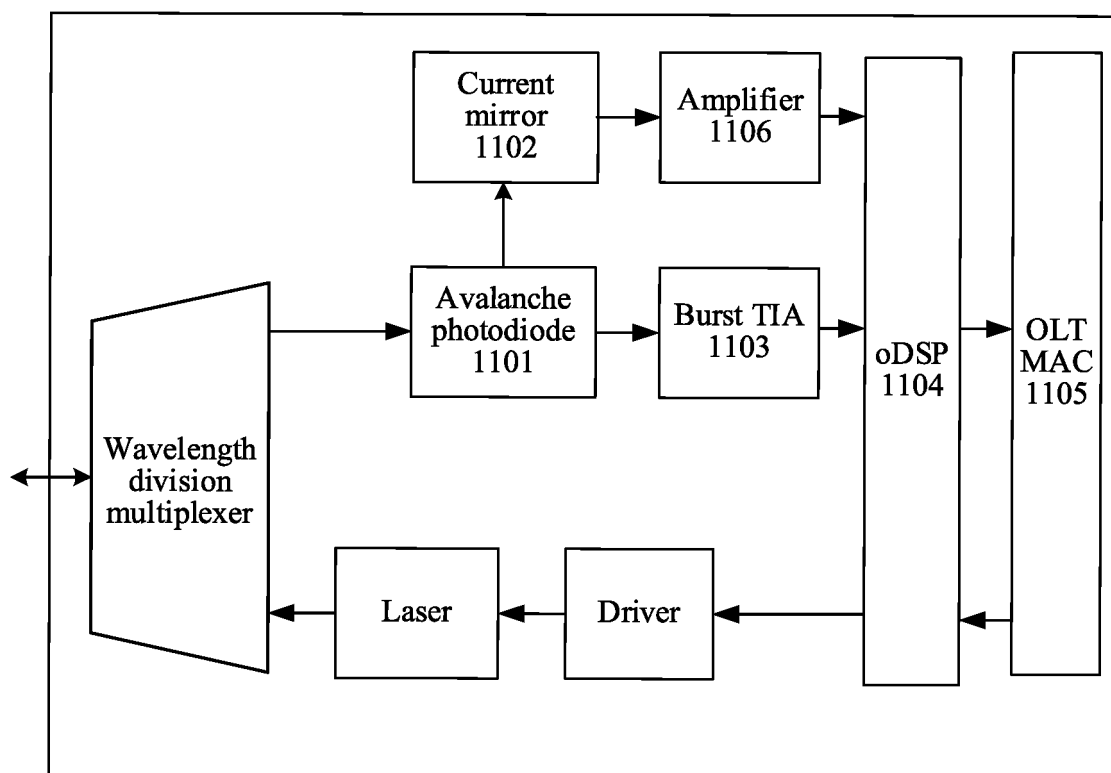 Current
mirror
1102
Amplifier
1106
Avalanche
photodiode
1101
Burst TIA
1103
oDSP
1104
OLT
MAC
1105
Wavelength
division
multiplexer
Laser
Driver